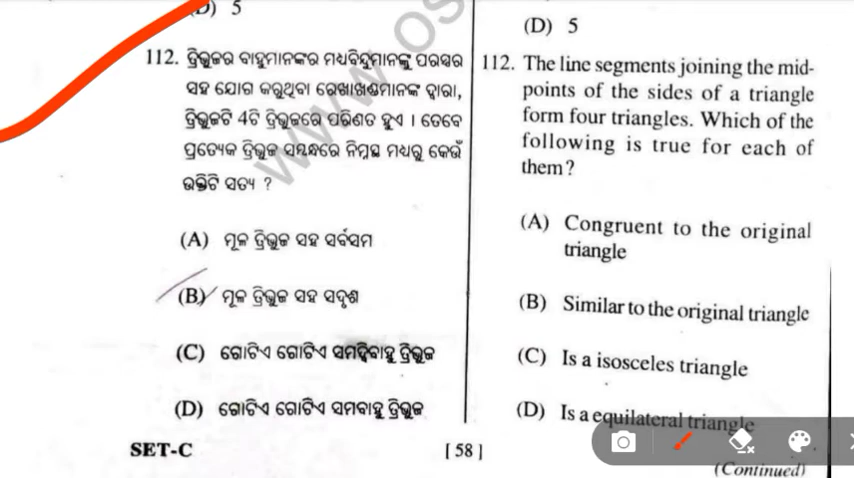 (D) 5
112. ତ୍ରିଭୁଜର ବାହୁମାନଙ୍କର ମଧ୍ୟବିନ୍ଦୁମାନଙ୍କୁ ପରସ୍ପର
ସହ ଯୋଗ କରୁଥିବା ରେଖାଖଣ୍ଡମାନଙ୍କ ଦ୍ୱାରା,
ତ୍ରିଭୁଜଟି 4ଟି ତ୍ରିଭୁଜରେ ପରିଣତ ହୁଏ । ତେବେ
ପ୍ରତ୍ୟେକ ତ୍ରିଭୁଜ ସମ୍ବନ୍ଧରେ ନିମ୍ନସ୍ଥ ମଧ୍ୟରୁ କେଉଁ
ଉକ୍ତିଟି ସତ୍ୟ ?
(A) ମୂଳ ତ୍ରିଭୁଜ ସହ ସର୍ବସମ
(B) ମୂଳ ତ୍ରିଭୁଜ ସହ ସଦୃଶ
(C) ଗୋଟିଏ ଗୋଟିଏ ସମଦ୍ବିବାହୁ ତ୍ରିଭୁଜ
(D) ଗୋଟିଏ ଗୋଟିଏ ସମବାହୁ ତ୍ରିଭୁଜ
SET-C
[ 58 ]
(D) 5
112. The line segments joining the mid-
points of the sides of a triangle
form four triangles. Which of the
following is true for each of
them?
(A) Congruent to the original
triangle
(B) Similar to the original triangle
(C) Is a isosceles triangle
(D) Is a equilateral triangle
(Continued)
www.os